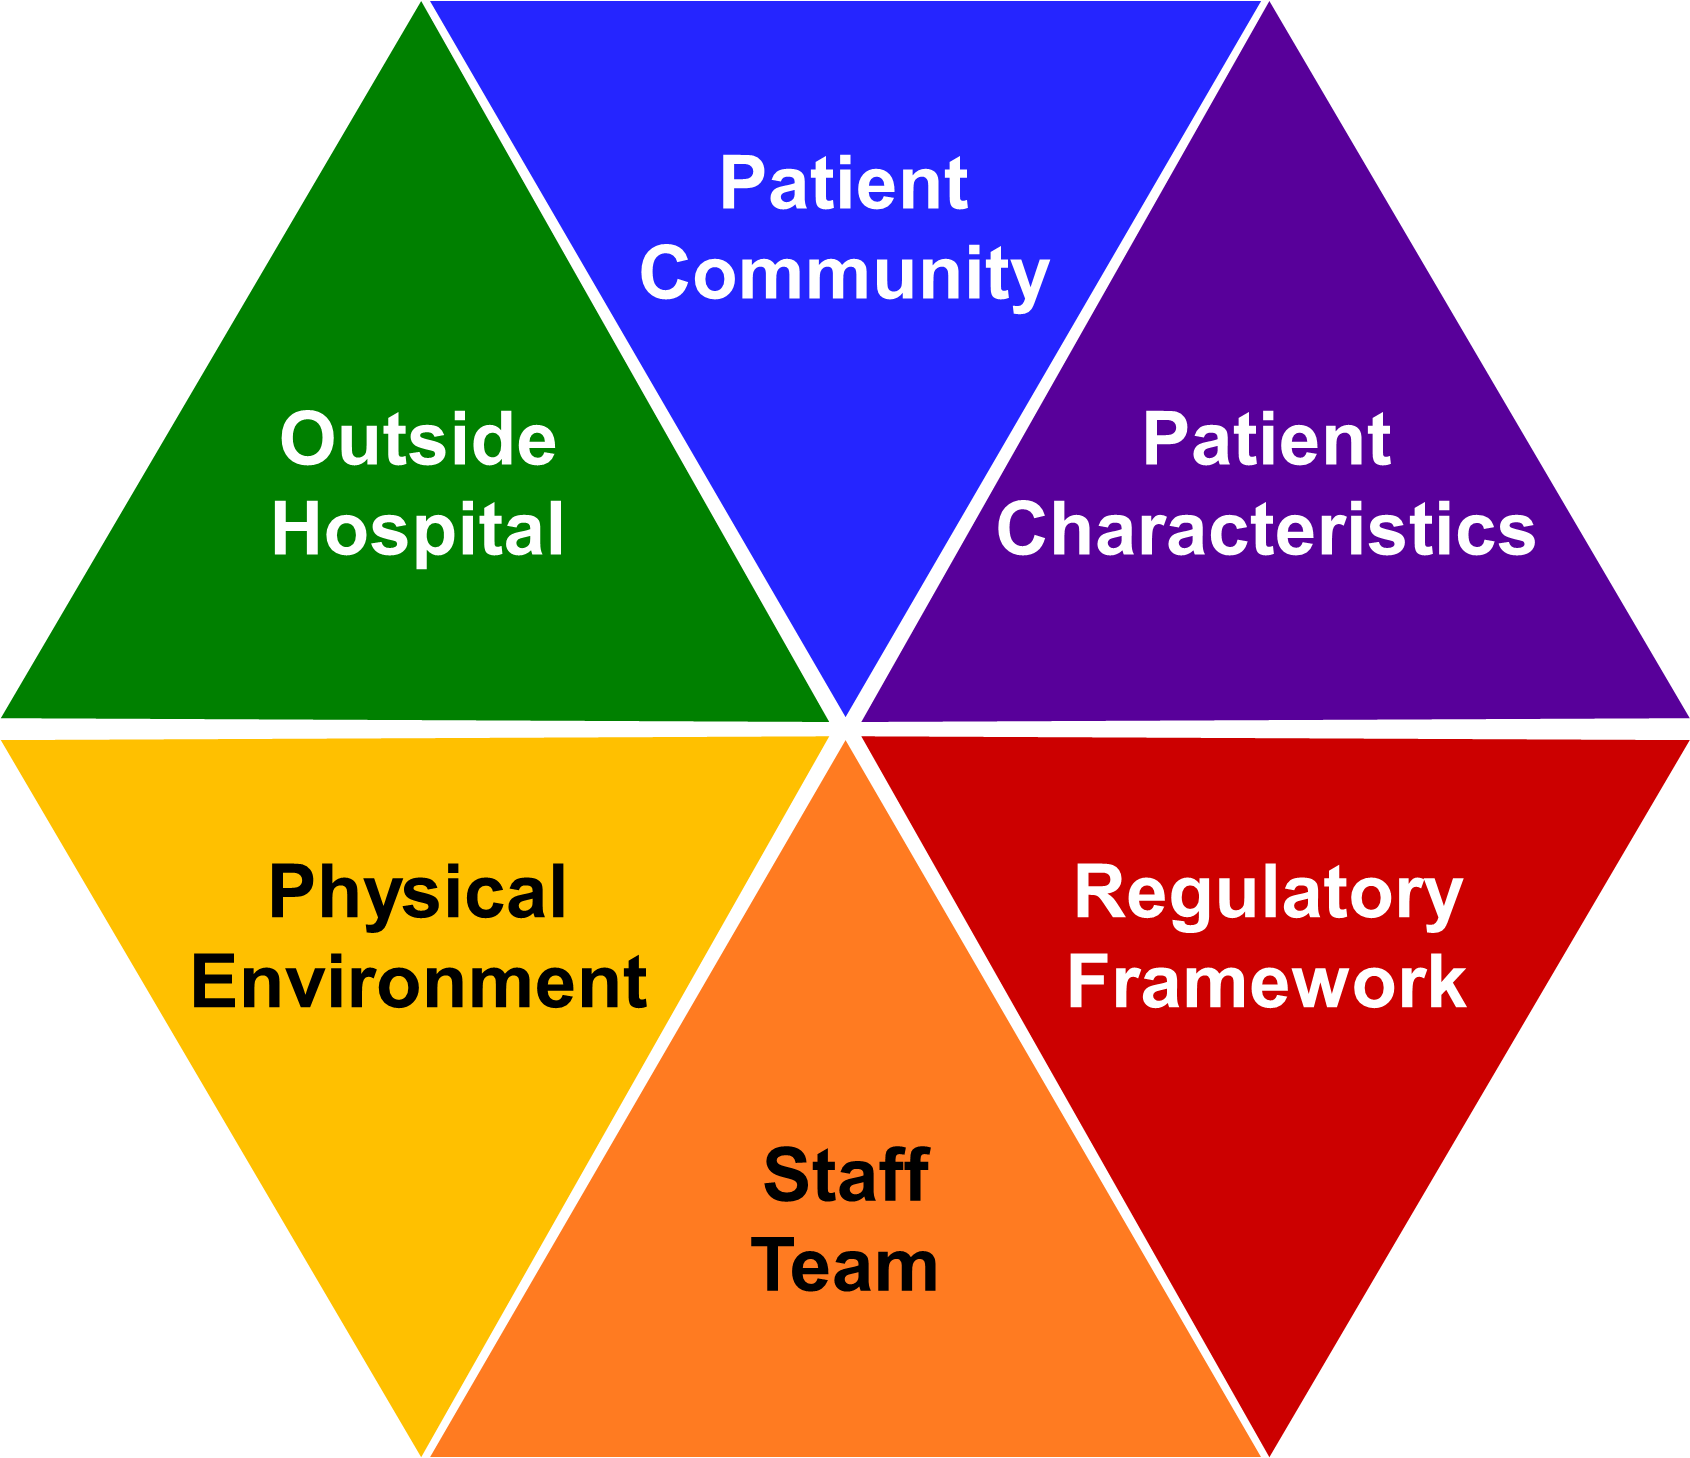 Patient
Community
Outside
Hospital
Patient
Characteristics
Physical
Environment
Regulatory
Framework
Staff
Team